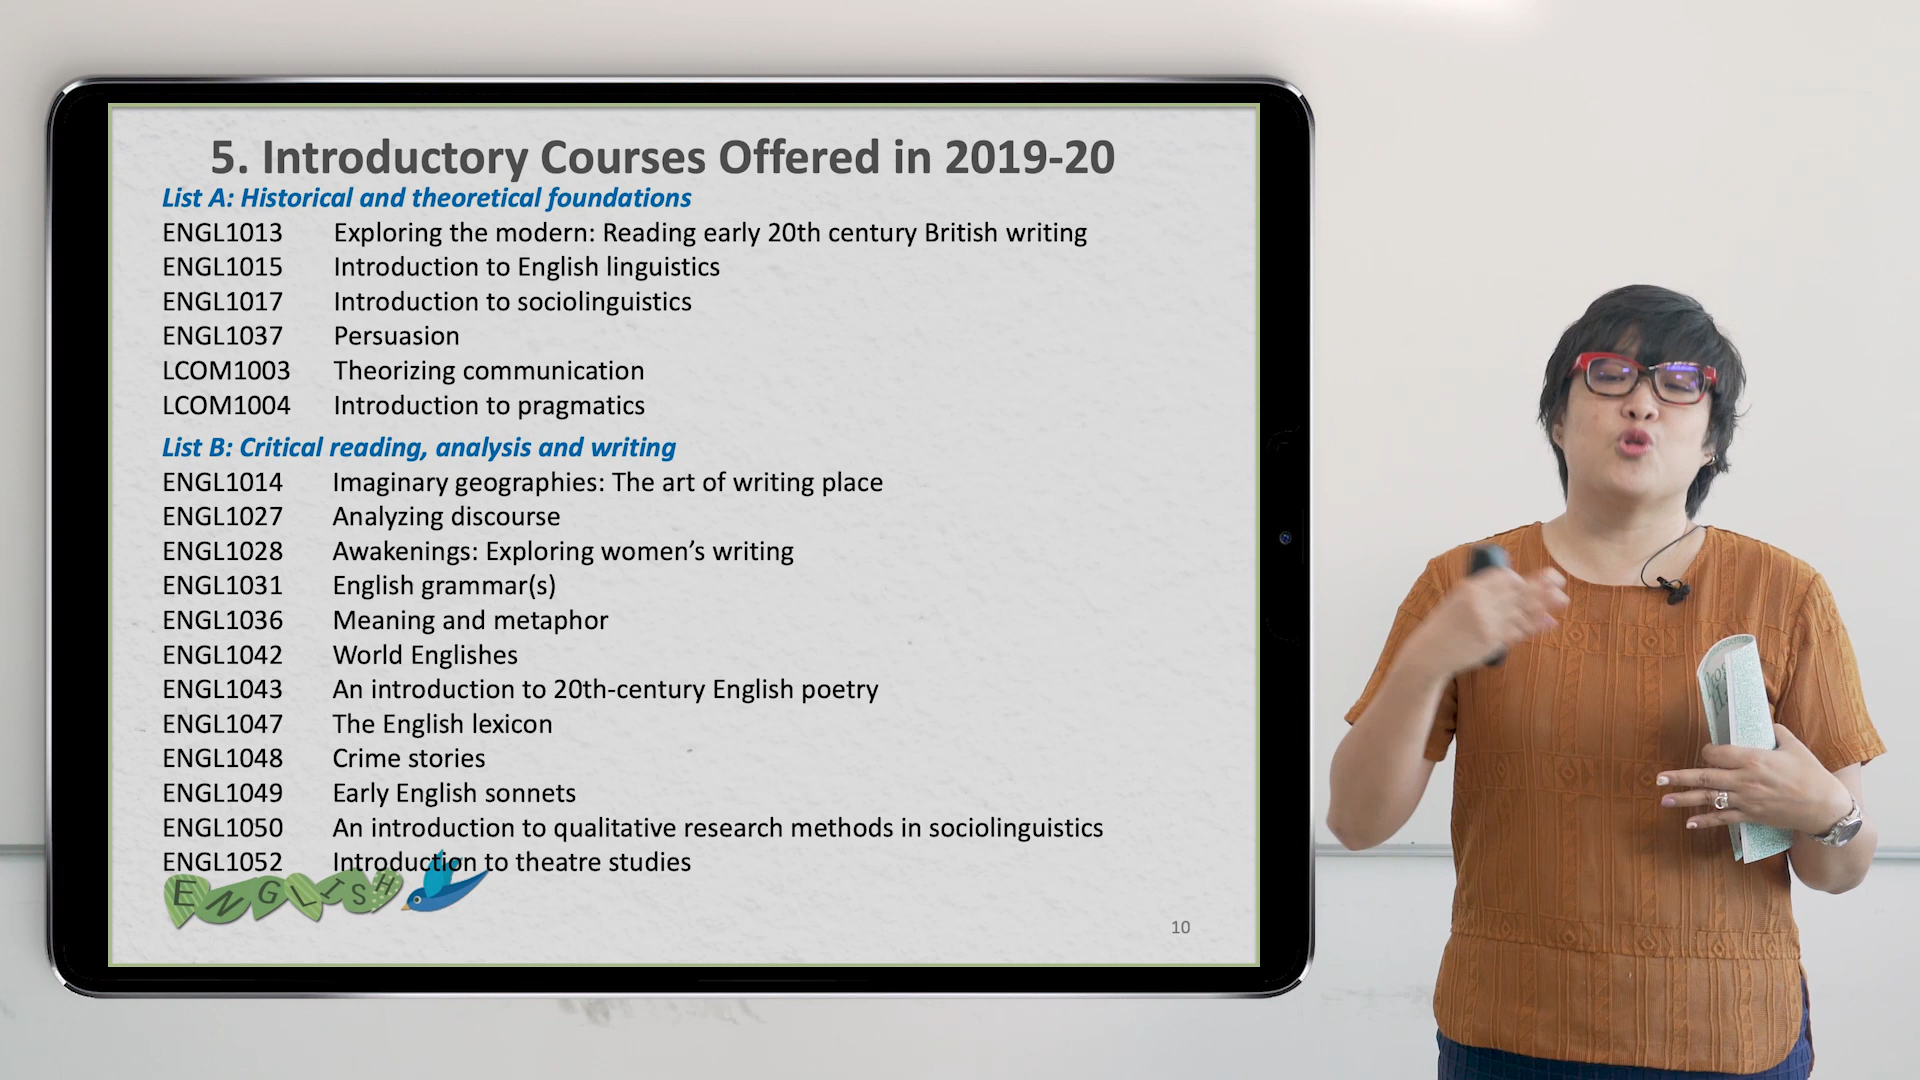 5. Introductory Courses Offered in 2019-20
List A: Historical and theoretical foundations
ENGL1013 Exploring the modern: Reading early 20th century British writing
ENGL1015 Introduction to English linguistics
ENGL1017 Introduction to sociolinguistics
ENGL1037 Persuasion
LCOM1003 Theorizing communication
LCOM1004 Introduction to pragmatics
List B: Critical reading, analysis and writing
ENGL1014 Imaginary geographies: The art of writing place
ENGL1027 Analyzing discourse
ENGL1028 Awakenings: Exploring women's writing
ENGL1031 English grammar(s)
ENGL1036 Meaning and metaphor
ENGL1042 World Englishes
ENGL1043 An introduction to 20th-century English poetry
ENGL1047 The English lexicon
ENGL1048 Crime stories
ENGL1049 Early English sonnets
ENGL1050 An introduction to qualitative research methods in sociolinguistics
ENGL1052 Introduction to theatre studies
ENGLISH
10